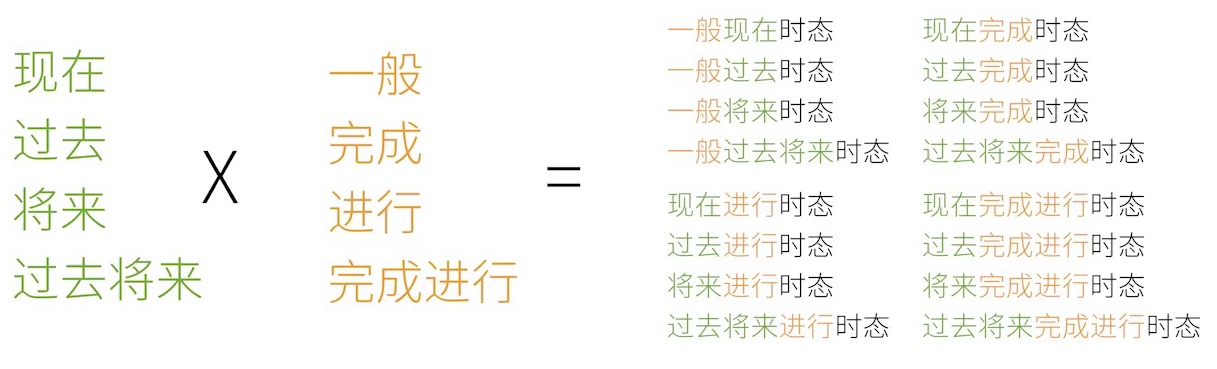 现在
过去
将来
过去将来
X
一般
完成
进行
完成进行
=
一般现在时态
一般过去时态
一般将来时态
一般过去将来时态
现在完成时态
过去完成时态
将来完成时态
过去将来完成时态
现在进行时态
过去进行时态
将来进行时态
过去将来进行时态
现在完成进行时态
过去完成进行时态
将来完成进行时态
过去将来完成进行时态